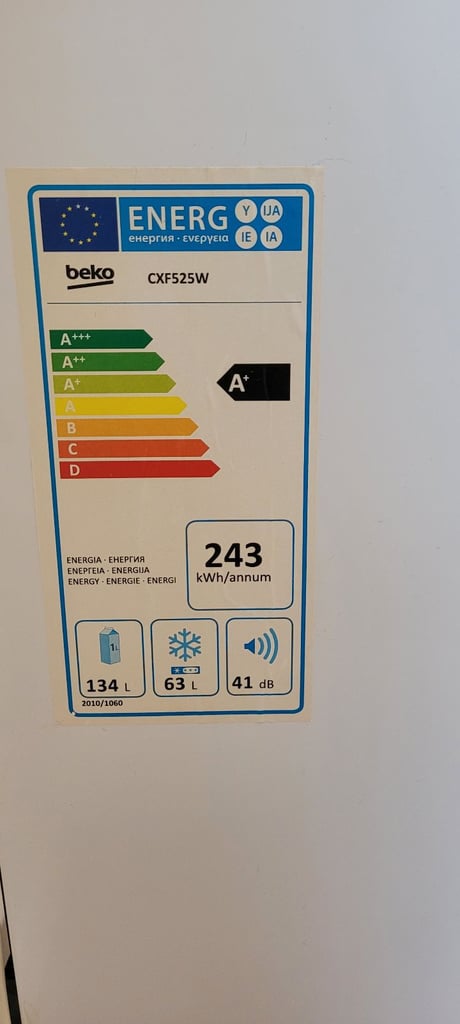 ENERG Y IJA
енергия · ενεργεια IE IA
beko CXF525W
A+++
A++
A+ A+
A
B
C
D
243
kWh/annum
ENERGIA · ЕНЕРГИЯ
ΕΝΕΡΓΕΙΑ · ENERGIJA
ENERGY · ENERGIE · ENERGI
1L
134 L 63 L 41 dB
2010/1060